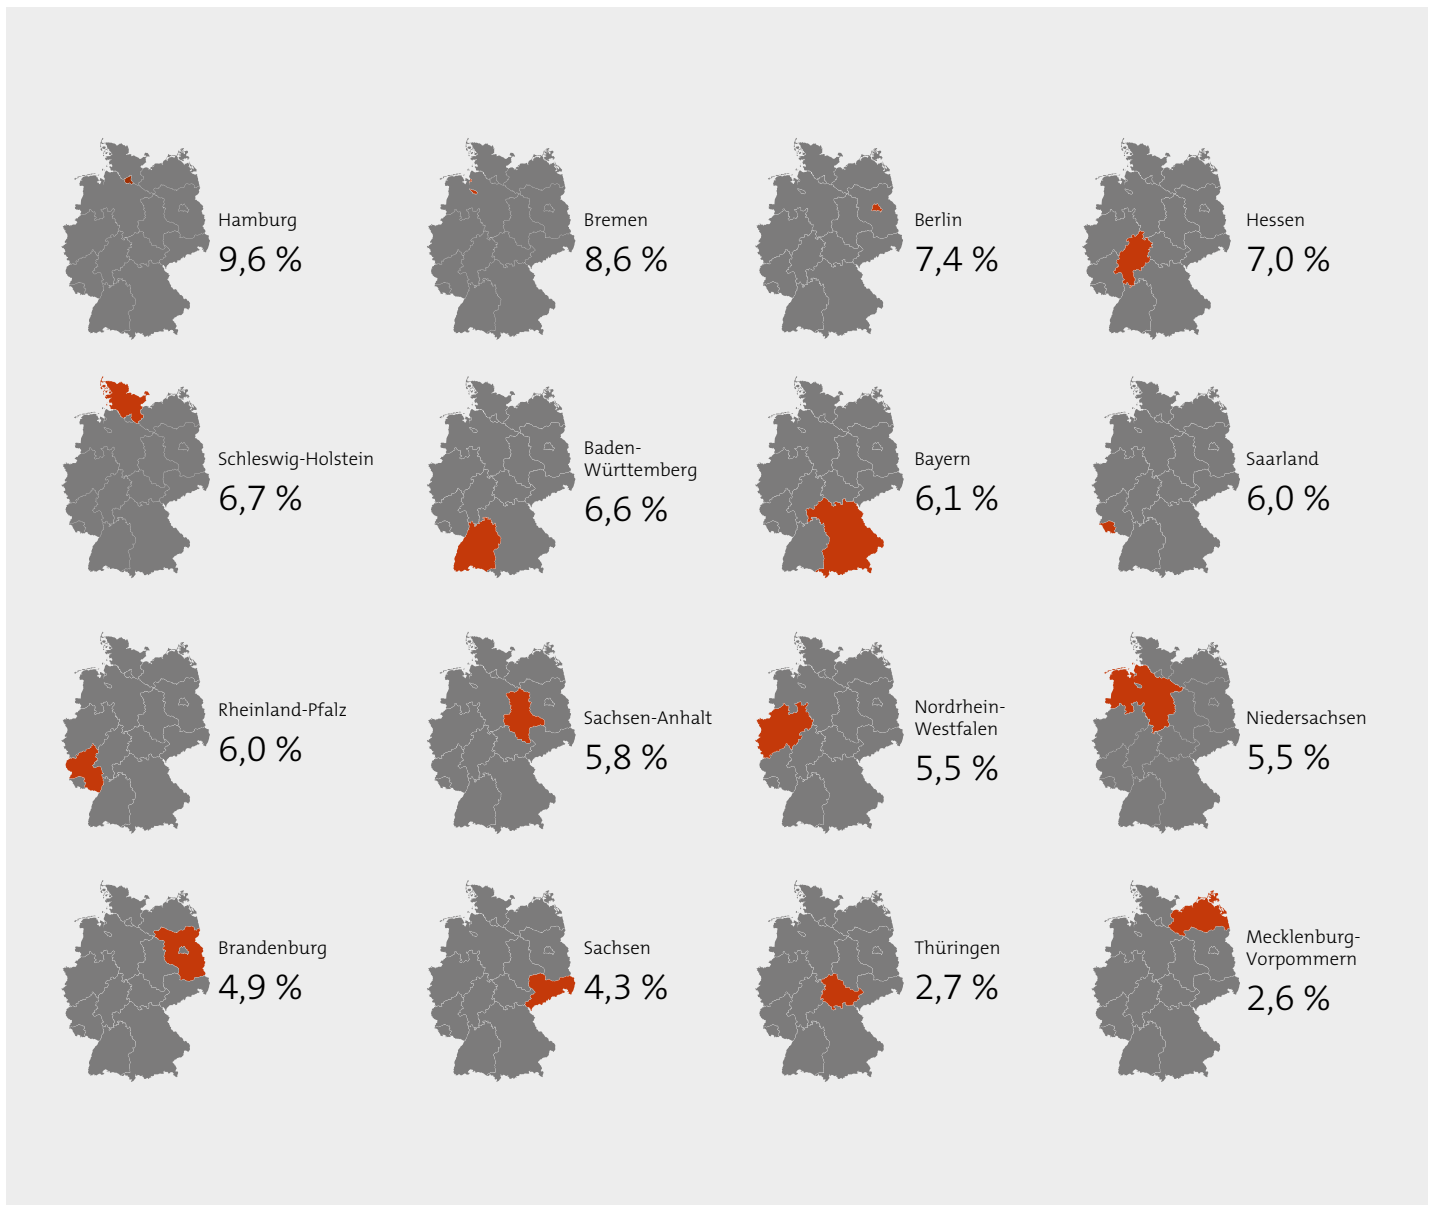 Hamburg
9,6 %
Bremen
8,6 %
Berlin
7,4 %
Hessen
7,0 %
Schleswig-Holstein
6,7 %
Baden-
Württemberg
6,6 %
Bayern
6,1 %
Saarland
6,0 %
Rheinland-Pfalz
6,0 %
Sachsen-Anhalt
5,8 %
Nordrhein-
Westfalen
5,5 %
Niedersachsen
5,5 %
Brandenburg
4,9 %
Sachsen
4,3 %
Thüringen
2,7 %
Mecklenburg-
Vorpommern
2,6 %